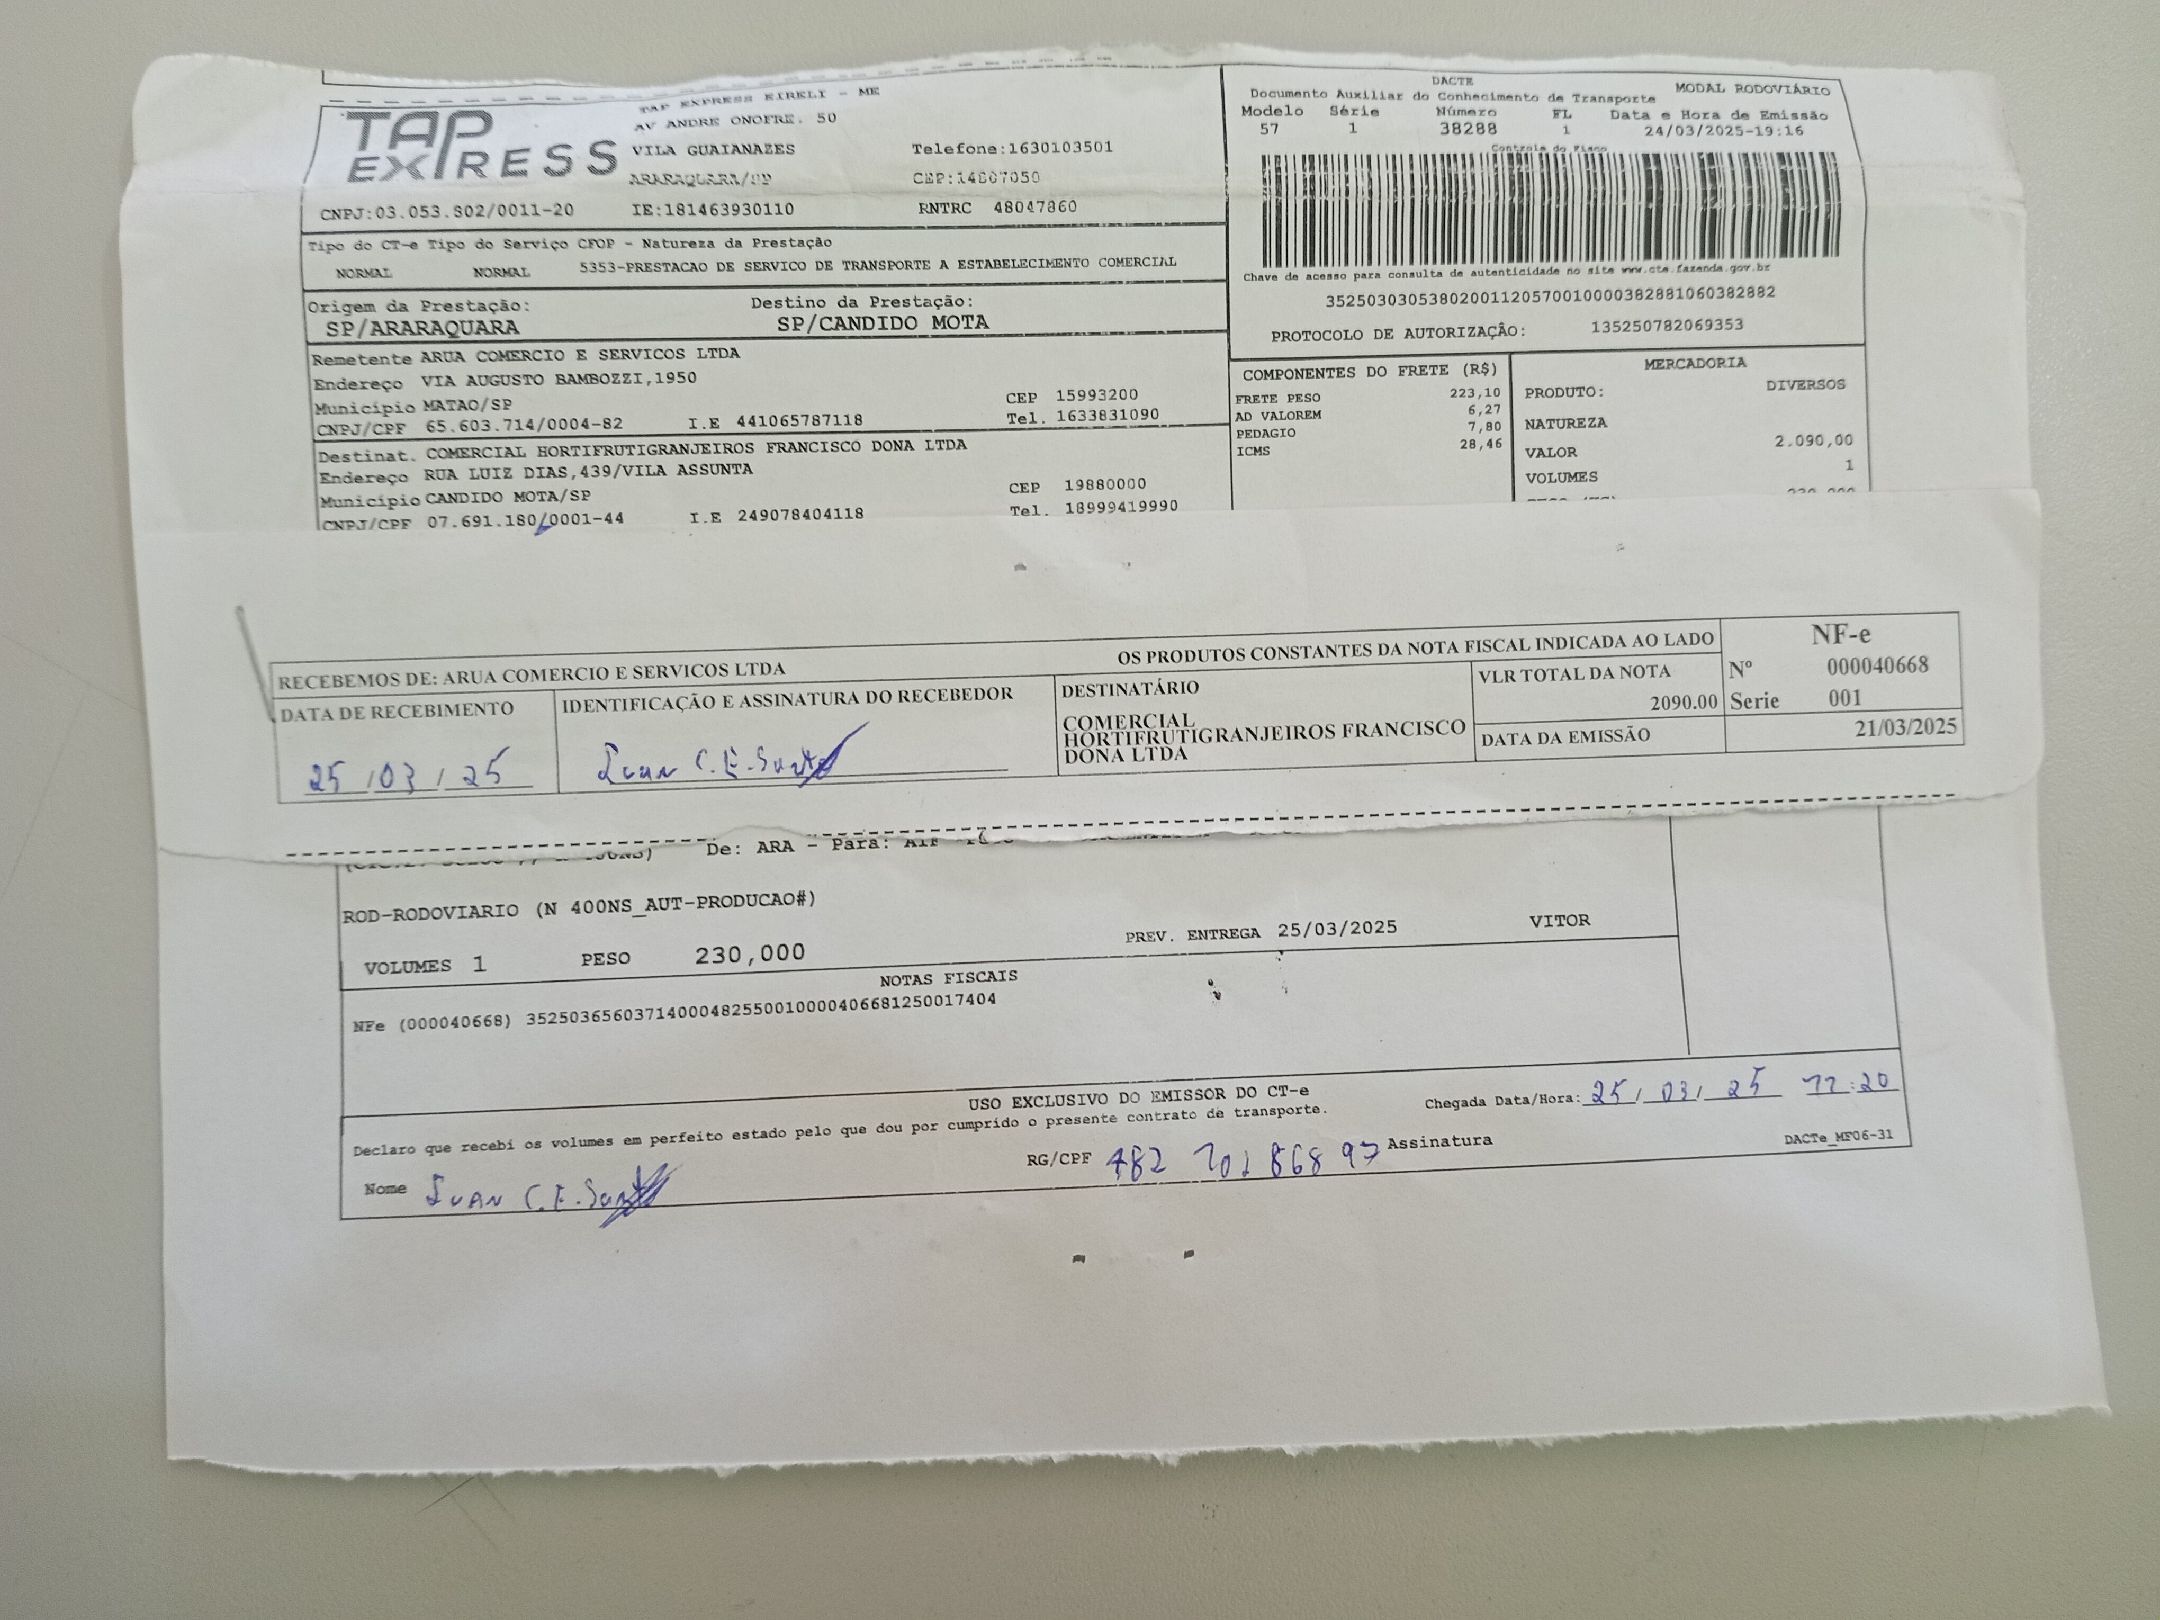 TAP EXPRESS
TAP EXPRESS EIRELI - ME
AV ANDRE ONOFRE. 50
VILA GUAIANAZES Telefone:1630103501
ARARAQUARA/SP CEP:14807050
CNPJ:03.053.802/0011-20 IE:181463930110 RNTRC 48047860
DACTE
Documento Auxiliar do Conhecimento de Transporte MODAL RODOVIÁRIO
Modelo Série Número FL Data e Hora de Emissão
57 1 38288 1 24/03/2025-19:16
Controle do Fisco
Chave de acesso para consulta de autenticidade no site www.cte.fazenda.gov.br
35250303053802001120570010000382881060382882
PROTOCOLO DE AUTORIZAÇÃO: 135250782069353
Tipo do CT-e Tipo do Serviço CFOP - Natureza da Prestação
NORMAL NORMAL 5353-PRESTACAO DE SERVICO DE TRANSPORTE A ESTABELECIMENTO COMERCIAL
Origem da Prestação: Destino da Prestação:
SP/ARARAQUARA SP/CANDIDO MOTA
Remetente ARUA COMERCIO E SERVICOS LTDA
Endereço VIA AUGUSTO BAMBOZZI,1950
Município MATAO/SP CEP 15993200
CNPJ/CPF 65.603.714/0004-82 I.E 441065787118 Tel. 1633831090
Destinat. COMERCIAL HORTIFRUTIGRANJEIROS FRANCISCO DONA LTDA
Endereço RUA LUIZ DIAS,439/VILA ASSUNTA
Município CANDIDO MOTA/SP CEP 19880000
CNPJ/CPF 07.691.180/0001-44 I.E 249078404118 Tel. 18999419990
COMPONENTES DO FRETE (R$)
FRETE PESO 223,10
AD VALOREM 6,27
PEDAGIO 7,80
ICMS 28,46
MERCADORIA
PRODUTO: DIVERSOS
NATUREZA
VALOR 2.090,00
VOLUMES 1
RECEBEMOS DE: ARUA COMERCIO E SERVICOS LTDA OS PRODUTOS CONSTANTES DA NOTA FISCAL INDICADA AO LADO
DATA DE RECEBIMENTO
25/03/25
IDENTIFICAÇÃO E ASSINATURA DO RECEBEDOR
DESTINATÁRIO
COMERCIAL
HORTIFRUTIGRANJEIROS FRANCISCO
DONA LTDA
VLR TOTAL DA NOTA
2090.00
DATA DA EMISSÃO 21/03/2025
NF-e
Nº 000040668
Serie 001
De: ARA - Para:
ROD-RODOVIARIO (N 400NS_AUT-PRODUCAO#)
VOLUMES 1 PESO 230,000 PREV. ENTREGA 25/03/2025 VITOR
NOTAS FISCAIS
NFe (000040668) 35250365603714000482550010000406681250017404
USO EXCLUSIVO DO EMISSOR DO CT-e
Declaro que recebi os volumes em perfeito estado pelo que dou por cumprido o presente contrato de transporte.
Chegada Data/Hora: 25/03/25 11:20
Nome
RG/CPF 482 701 868 97 Assinatura
DACTe_MF06-31